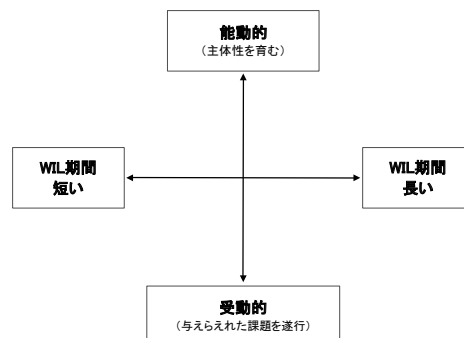 能動的
（主体性を育む）
WIL期間
短い
WIL期間
長い
受動的
（与えらえれた課題を遂行）